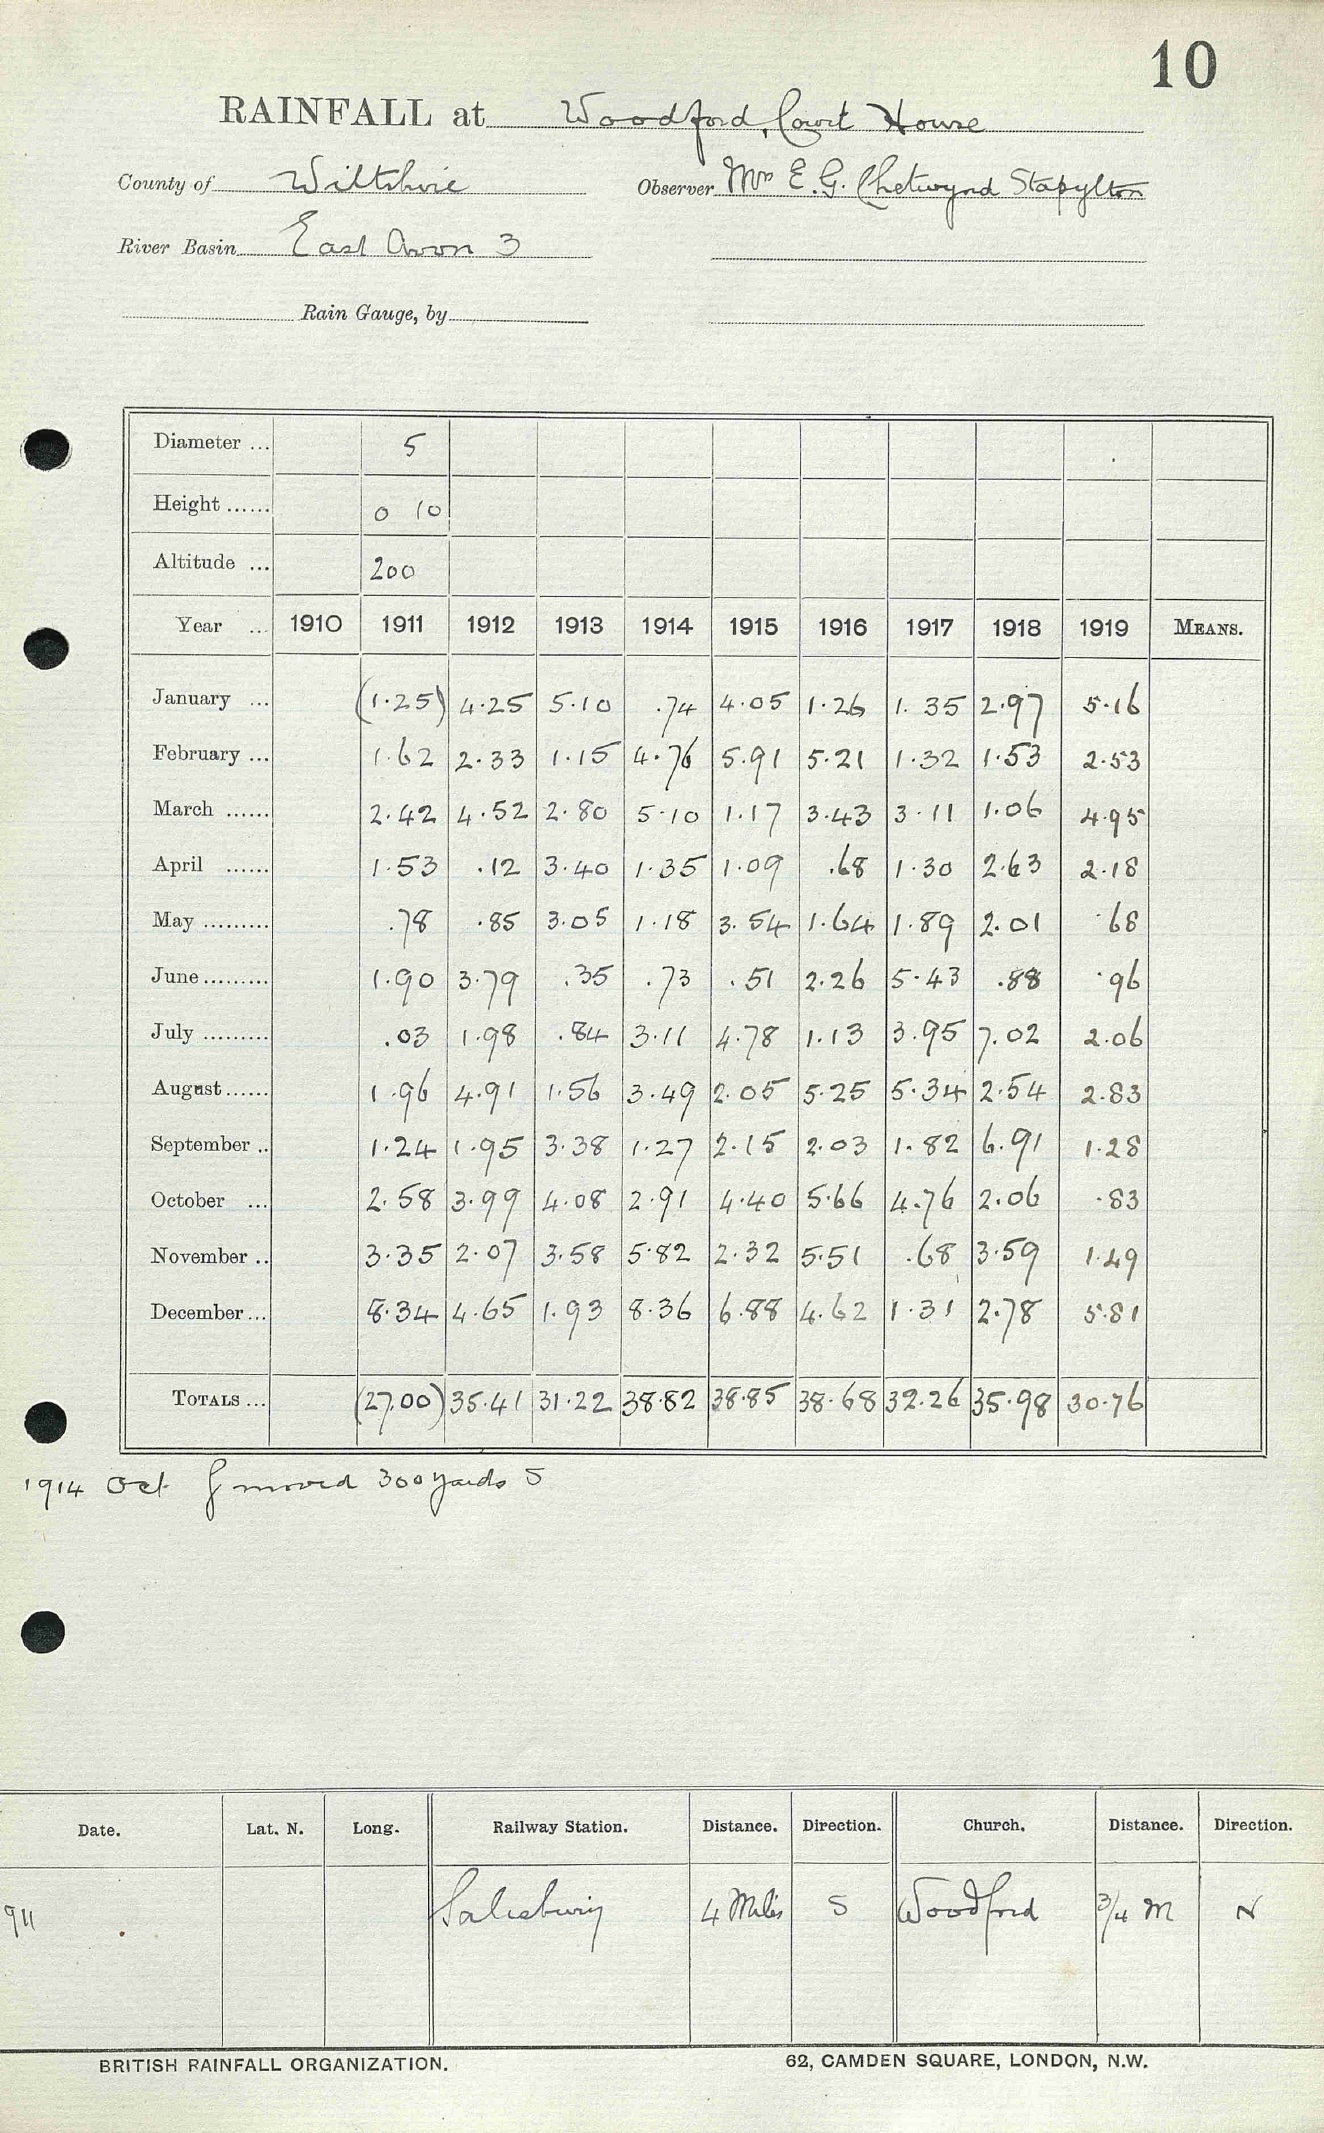 10
RAINFALL at Woodford, Court House
County of Wiltshire Observer Mrs E. G. Chetwynd Stapylton
River Basin East Avon 3
Rain Gauge, by
Diameter ... 5
Height ...... 0 10
Altitude ... 200
Year ... 1910 1911 1912 1913 1914 1915 1916 1917 1918 1919 MEANS.
January ... (1.25) 4.25 5.10 .74 4.05 1.26 1.35 2.97 5.16
February ... 1.62 2.33 1.15 4.76 5.91 5.21 1.32 1.53 2.53
March ...... 2.42 4.52 2.80 5.10 1.17 3.43 3.11 1.06 4.95
April ...... 1.53 .12 3.40 1.35 1.09 .68 1.30 2.63 2.18
May ......... .78 .85 3.05 1.18 3.54 1.64 1.89 2.01 .68
June ......... 1.90 3.79 .35 .73 .51 2.26 5.43 .88 .96
July ......... .03 1.98 .84 3.11 4.78 1.13 3.95 7.02 2.06
August ...... 1.96 4.91 1.56 3.49 2.05 5.25 5.34 2.54 2.83
September .. 1.24 1.95 3.38 1.27 2.15 2.03 1.82 6.91 1.28
October ... 2.58 3.99 4.08 2.91 4.40 5.66 4.76 2.06 .83
November .. 3.35 2.07 3.58 5.82 2.32 5.51 .68 3.59 1.49
December ... 8.34 4.65 1.93 8.36 6.88 4.62 1.31 2.78 5.81
TOTALS ... (27.00) 35.41 31.22 38.82 38.85 38.68 32.26 35.98 30.76
1914 Oct G moved 300 yards S
Date. Lat. N. Long. Railway Station. Distance. Direction. Church. Distance. Direction.
911 Salisbury 4 Miles S Woodford 3/4 M N
BRITISH RAINFALL ORGANIZATION. 62, CAMDEN SQUARE, LONDON, N.W.